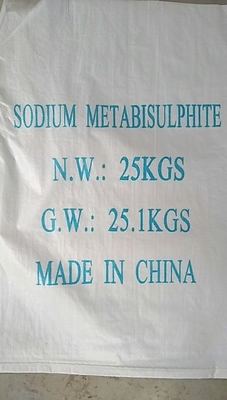 SODIUM METABISULPHITE
N.W.: 25KGS
G.W.: 25.1KGS
MADE IN CHINA